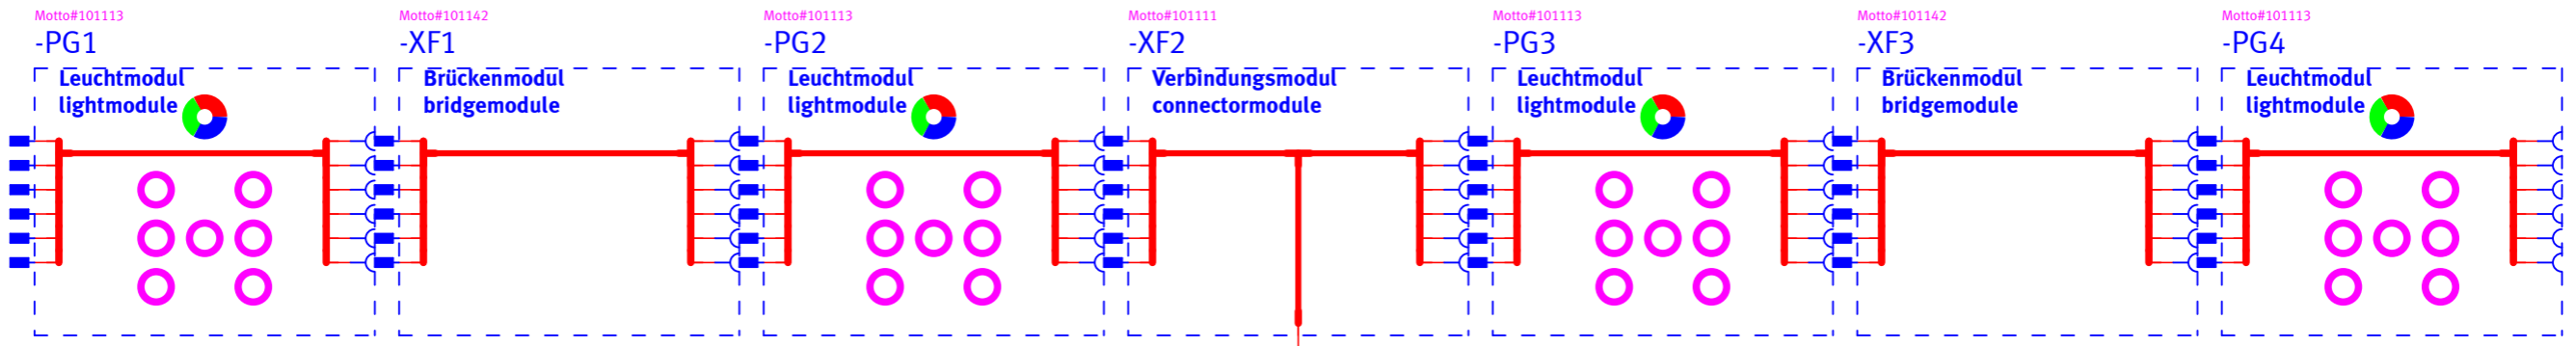 Motto#101113
-PG1
Leuchtmodul
lightmodule
Motto#101142
-XF1
Brückenmodul
bridgemodule
Motto#101113
-PG2
Leuchtmodul
lightmodule
Motto#101111
-XF2
Verbindungsmodul
connectormodule
Motto#101113
-PG3
Leuchtmodul
lightmodule
Motto#101142
-XF3
Brückenmodul
bridgemodule
Motto#101113
-PG4
Leuchtmodul
lightmodule